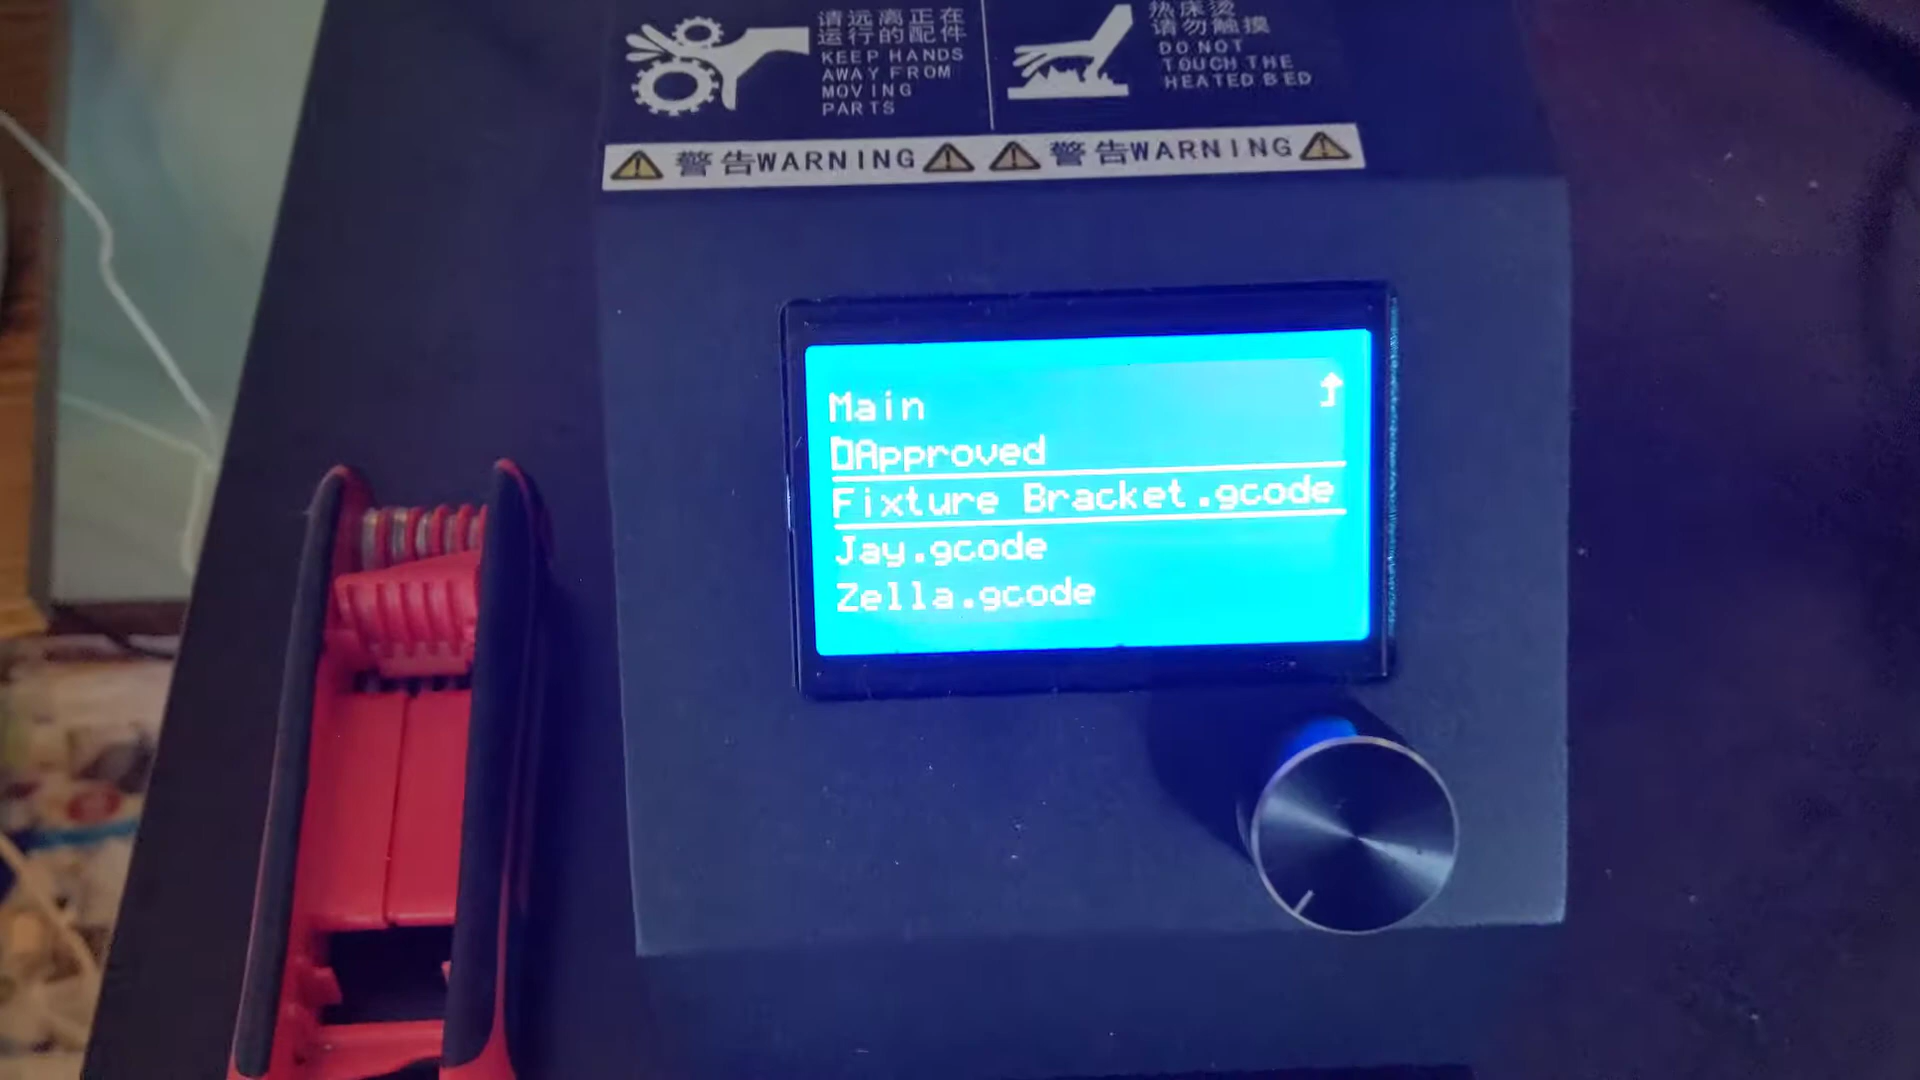 请远离正在
运行的配件
KEEP HANDS
AWAY FROM
MOVING
PARTS
热床烫
请勿触摸
DO NOT
TOUCH THE
HEATED BED
警告WARNING
警告WARNING
Main
Approved
Fixture Bracket.gcode
Jay.gcode
Zella.gcode